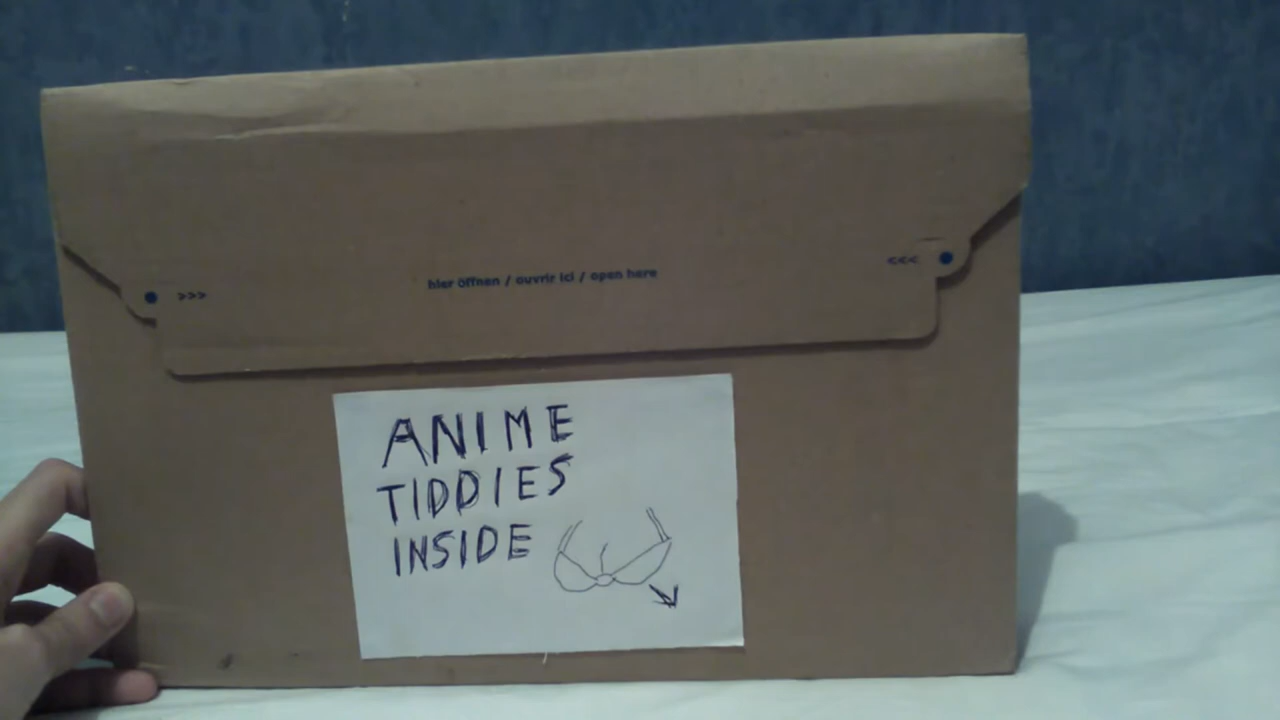 >>> hier öffnen / ouvrir ici / open here <<<
ANIME
TIDDIES
INSIDE